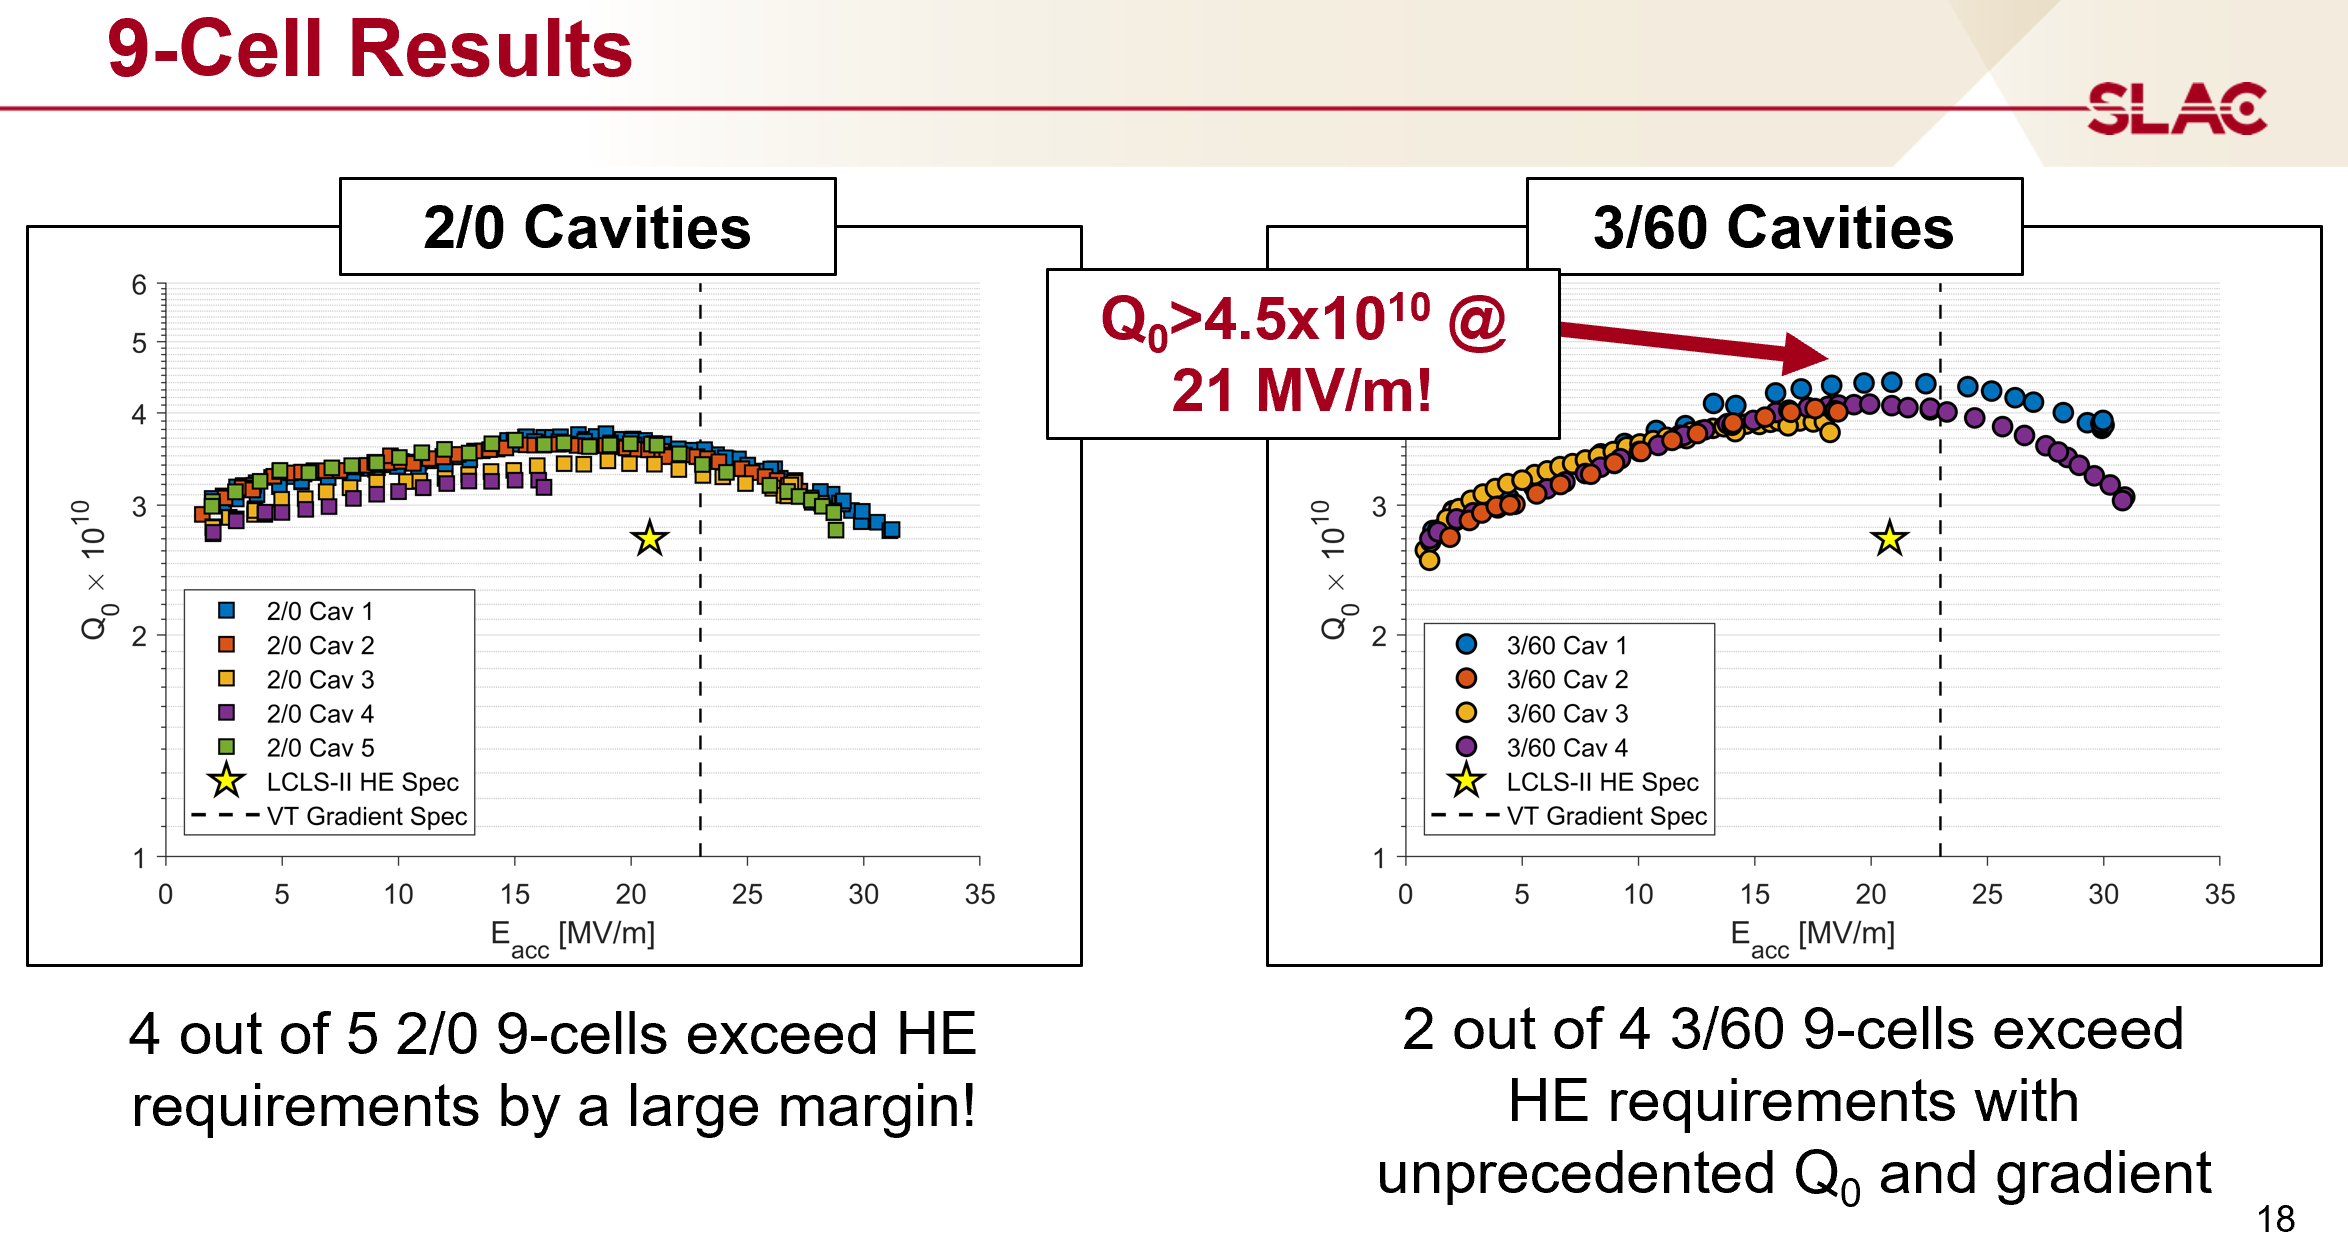 9-Cell Results
SLAC
2/0 Cavities
6
5
4
3
2
1
Q0 × 10^10
2/0 Cav 1
2/0 Cav 2
2/0 Cav 3
2/0 Cav 4
2/0 Cav 5
LCLS-II HE Spec
VT Gradient Spec
0 5 10 15 20 25 30 35
Eacc [MV/m]
Q0>4.5x10^10 @
21 MV/m!
3/60 Cavities
3
2
1
Q0 × 10^10
3/60 Cav 1
3/60 Cav 2
3/60 Cav 3
3/60 Cav 4
LCLS-II HE Spec
VT Gradient Spec
0 5 10 15 20 25 30 35
Eacc [MV/m]
4 out of 5 2/0 9-cells exceed HE
requirements by a large margin!
2 out of 4 3/60 9-cells exceed
HE requirements with
unprecedented Q0 and gradient
18